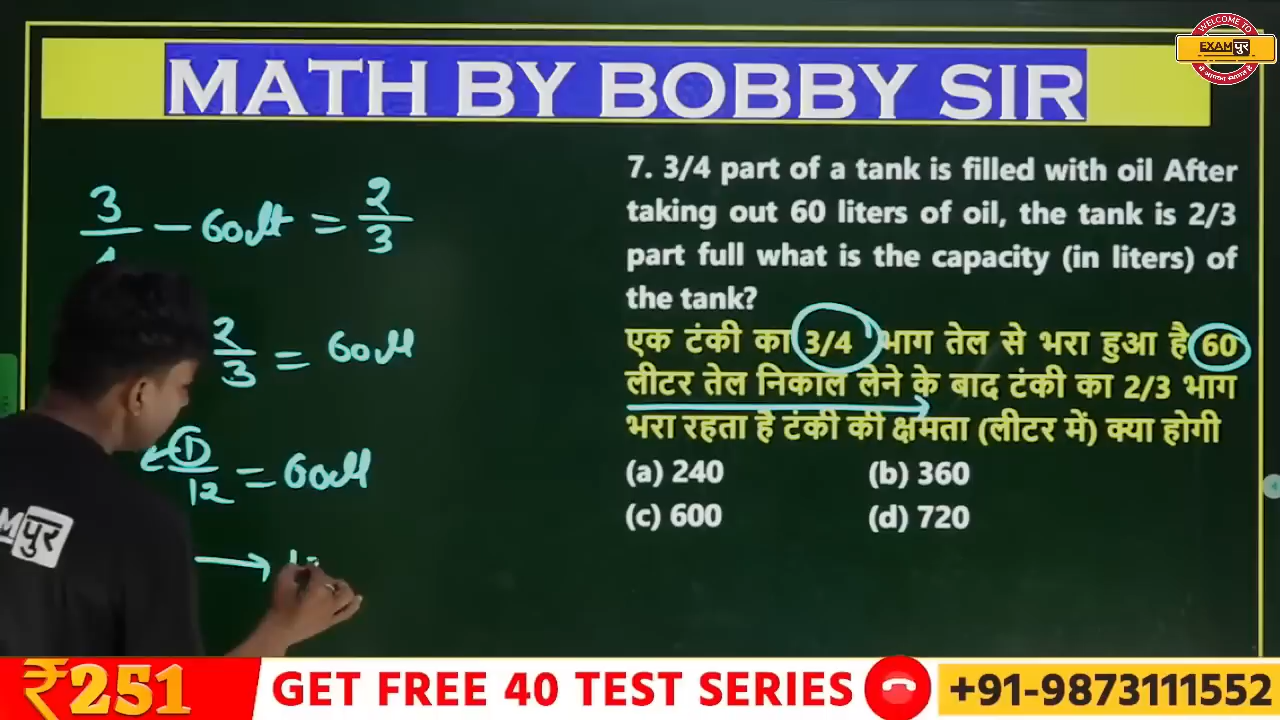 WELCOME TO
EXAMपुर
MATH BY BOBBY SIR
3/4 - 60lt = 2/3
2/3 = 60lt
1/12 = 60lt
→
Mपुर
7. 3/4 part of a tank is filled with oil After
taking out 60 liters of oil, the tank is 2/3
part full what is the capacity (in liters) of
the tank?
एक टंकी का 3/4 भाग तेल से भरा हुआ है 60
लीटर तेल निकाल लेने के बाद टंकी का 2/3 भाग
भरा रहता है टंकी की क्षमता (लीटर में) क्या होगी
(a) 240 (b) 360
(c) 600 (d) 720
₹251 GET FREE 40 TEST SERIES +91-9873111552